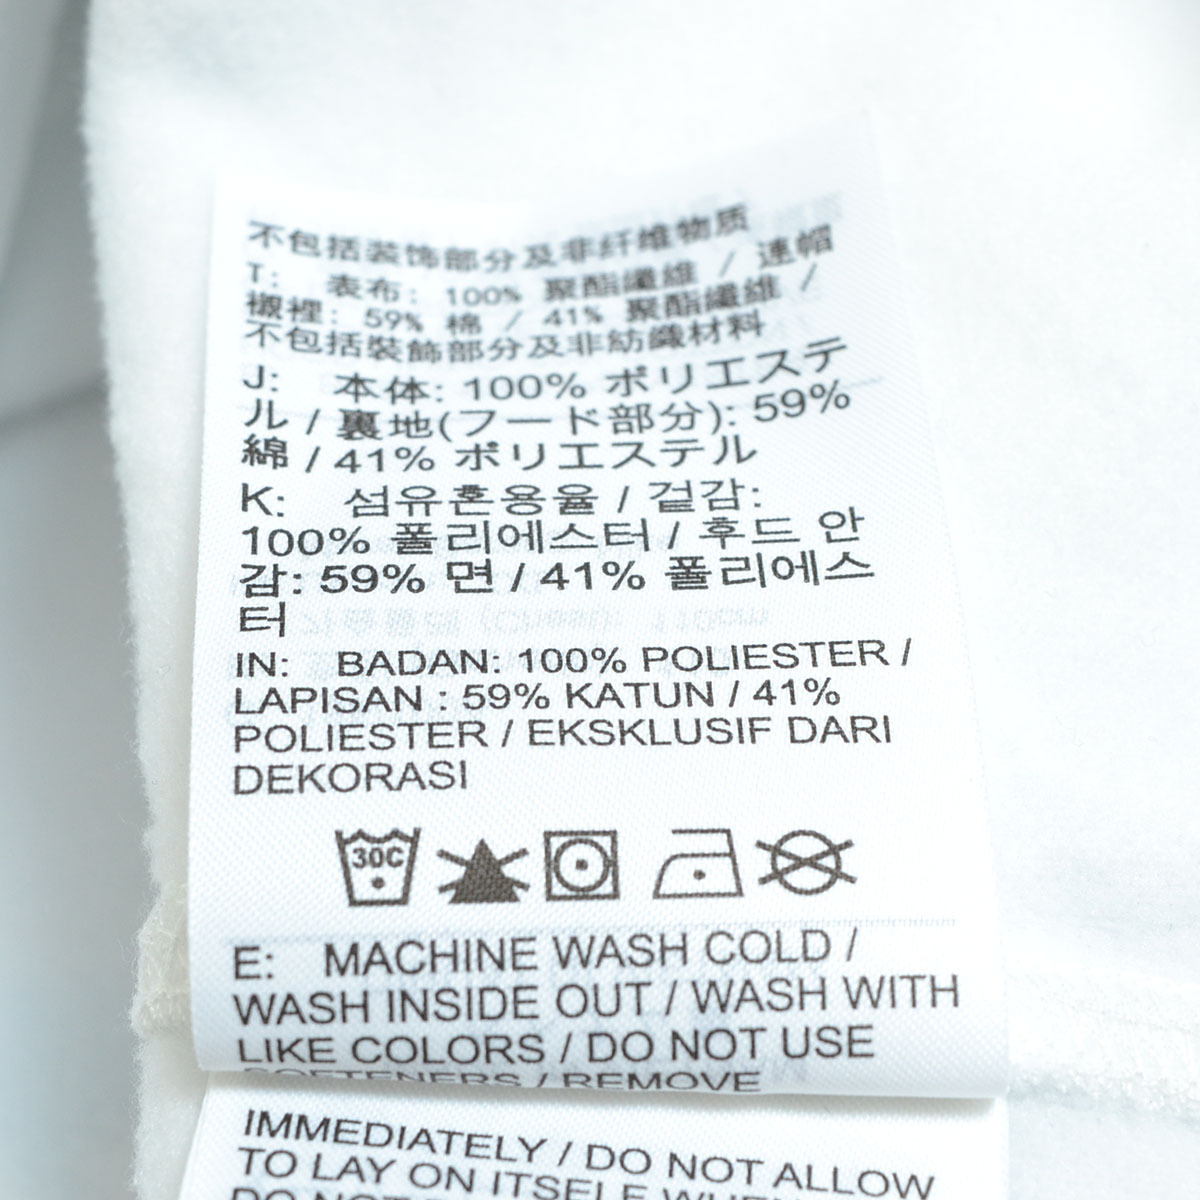 不包括装饰部分及非纤维物质
T: 表布: 100% 聚酯纖維 / 連帽
襯裡: 59% 棉 / 41% 聚酯纖維 /
不包括裝飾部分及非紡織材料
J: 本体: 100% ポリエステ
ル / 裏地(フード部分): 59%
綿 / 41% ポリエステル
K: 섬유혼용율 / 겉감:
100% 폴리에스터 / 후드 안
감: 59% 면 / 41% 폴리에스
터
IN: BADAN: 100% POLIESTER /
LAPISAN : 59% KATUN / 41%
POLIESTER / EKSKLUSIF DARI
DEKORASI
30C
E: MACHINE WASH COLD /
WASH INSIDE OUT / WASH WITH
LIKE COLORS / DO NOT USE
SOFTENERS / REMOVE
IMMEDIATELY / DO NOT ALLOW
TO LAY ON ITSELF WHEN
DO NOT